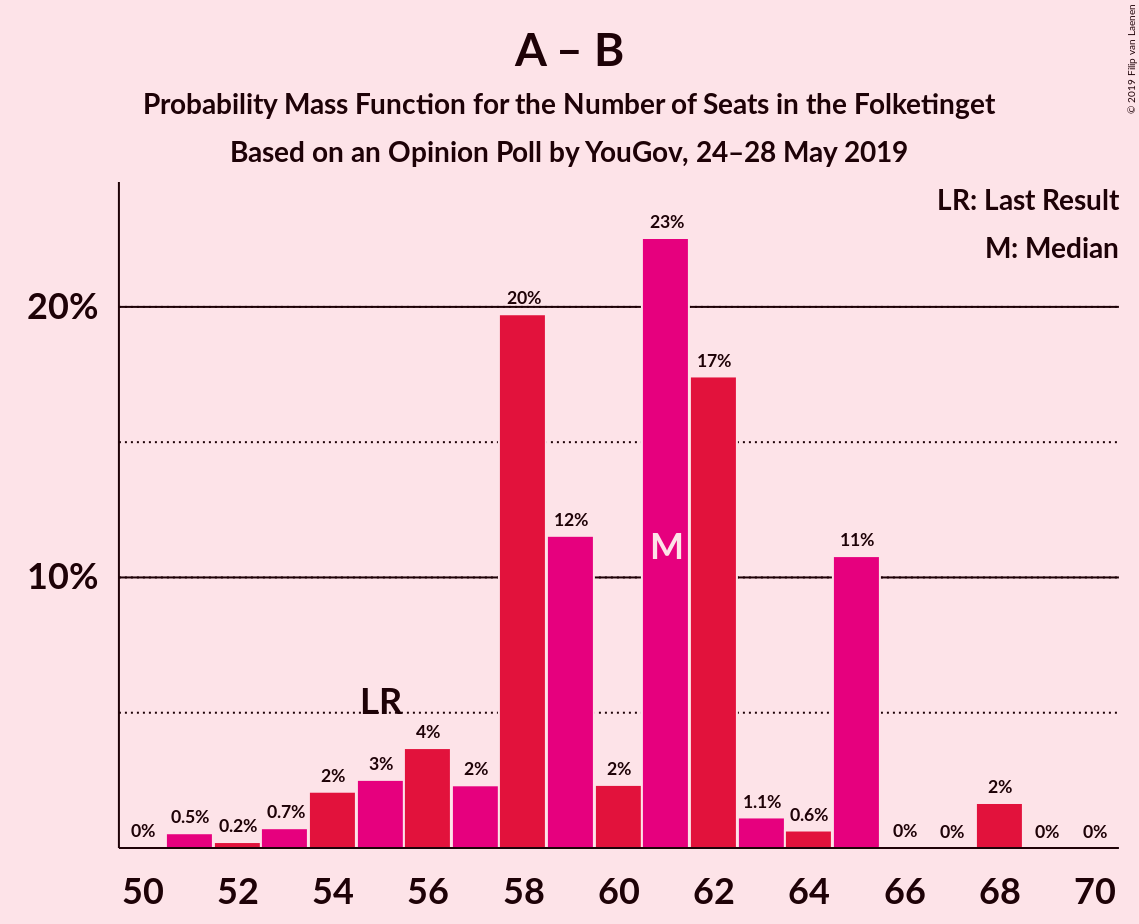 A – B
Probability Mass Function for the Number of Seats in the Folketinget
Based on an Opinion Poll by YouGov, 24–28 May 2019
© 2019 Filip van Laenen
LR: Last Result
M: Median
20%
10%
0% 0.5% 0.2% 0.7% 2% 3% 4% 2% 20% 12% 2% 23% 17% 1.1% 0.6% 11% 0% 0% 2% 0% 0%
LR
M
50 52 54 56 58 60 62 64 66 68 70